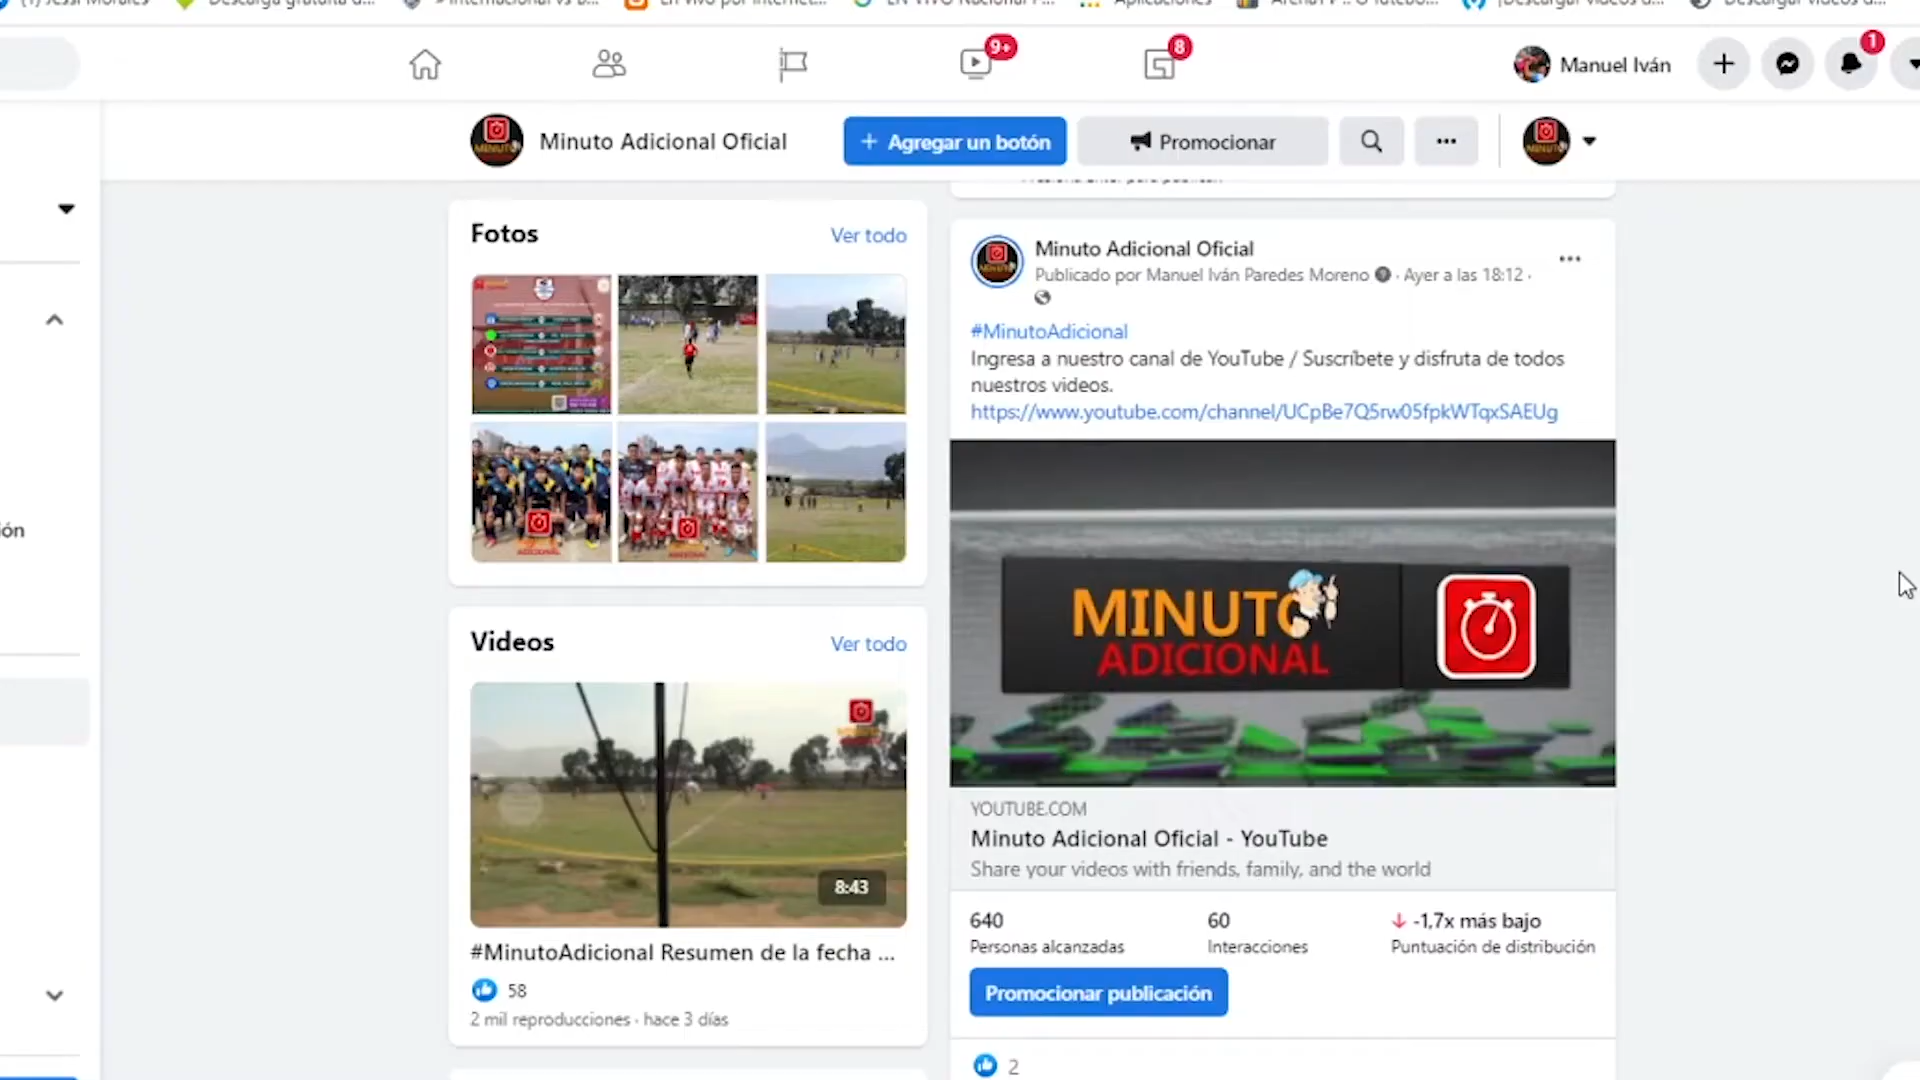 9+
8
Manuel Iván
1
Minuto Adicional Oficial
+ Agregar un botón
Promocionar
Fotos
Ver todo
Videos
Ver todo
8:43
#MinutoAdicional Resumen de la fecha ...
58
2 mil reproducciones · hace 3 días
Minuto Adicional Oficial
Publicado por Manuel Iván Paredes Moreno · Ayer a las 18:12 ·
#MinutoAdicional
Ingresa a nuestro canal de YouTube / Suscríbete y disfruta de todos
nuestros videos.
https://www.youtube.com/channel/UCpBe7Q5rw05fpkWTqxSAEUg
MINUTO
ADICIONAL
YOUTUBE.COM
Minuto Adicional Oficial - YouTube
Share your videos with friends, family, and the world
640
Personas alcanzadas
60
Interacciones
-1,7x más bajo
Puntuación de distribución
Promocionar publicación
2
ión